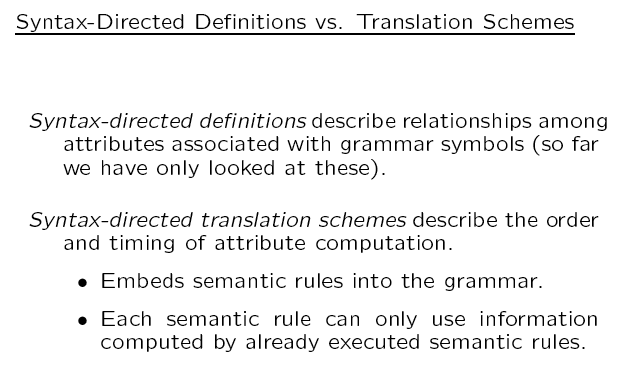 Syntax-Directed Definitions vs. Translation Schemes
Syntax-directed definitions describe relationships among
attributes associated with grammar symbols (so far
we have only looked at these).
Syntax-directed translation schemes describe the order
and timing of attribute computation.
• Embeds semantic rules into the grammar.
• Each semantic rule can only use information
computed by already executed semantic rules.